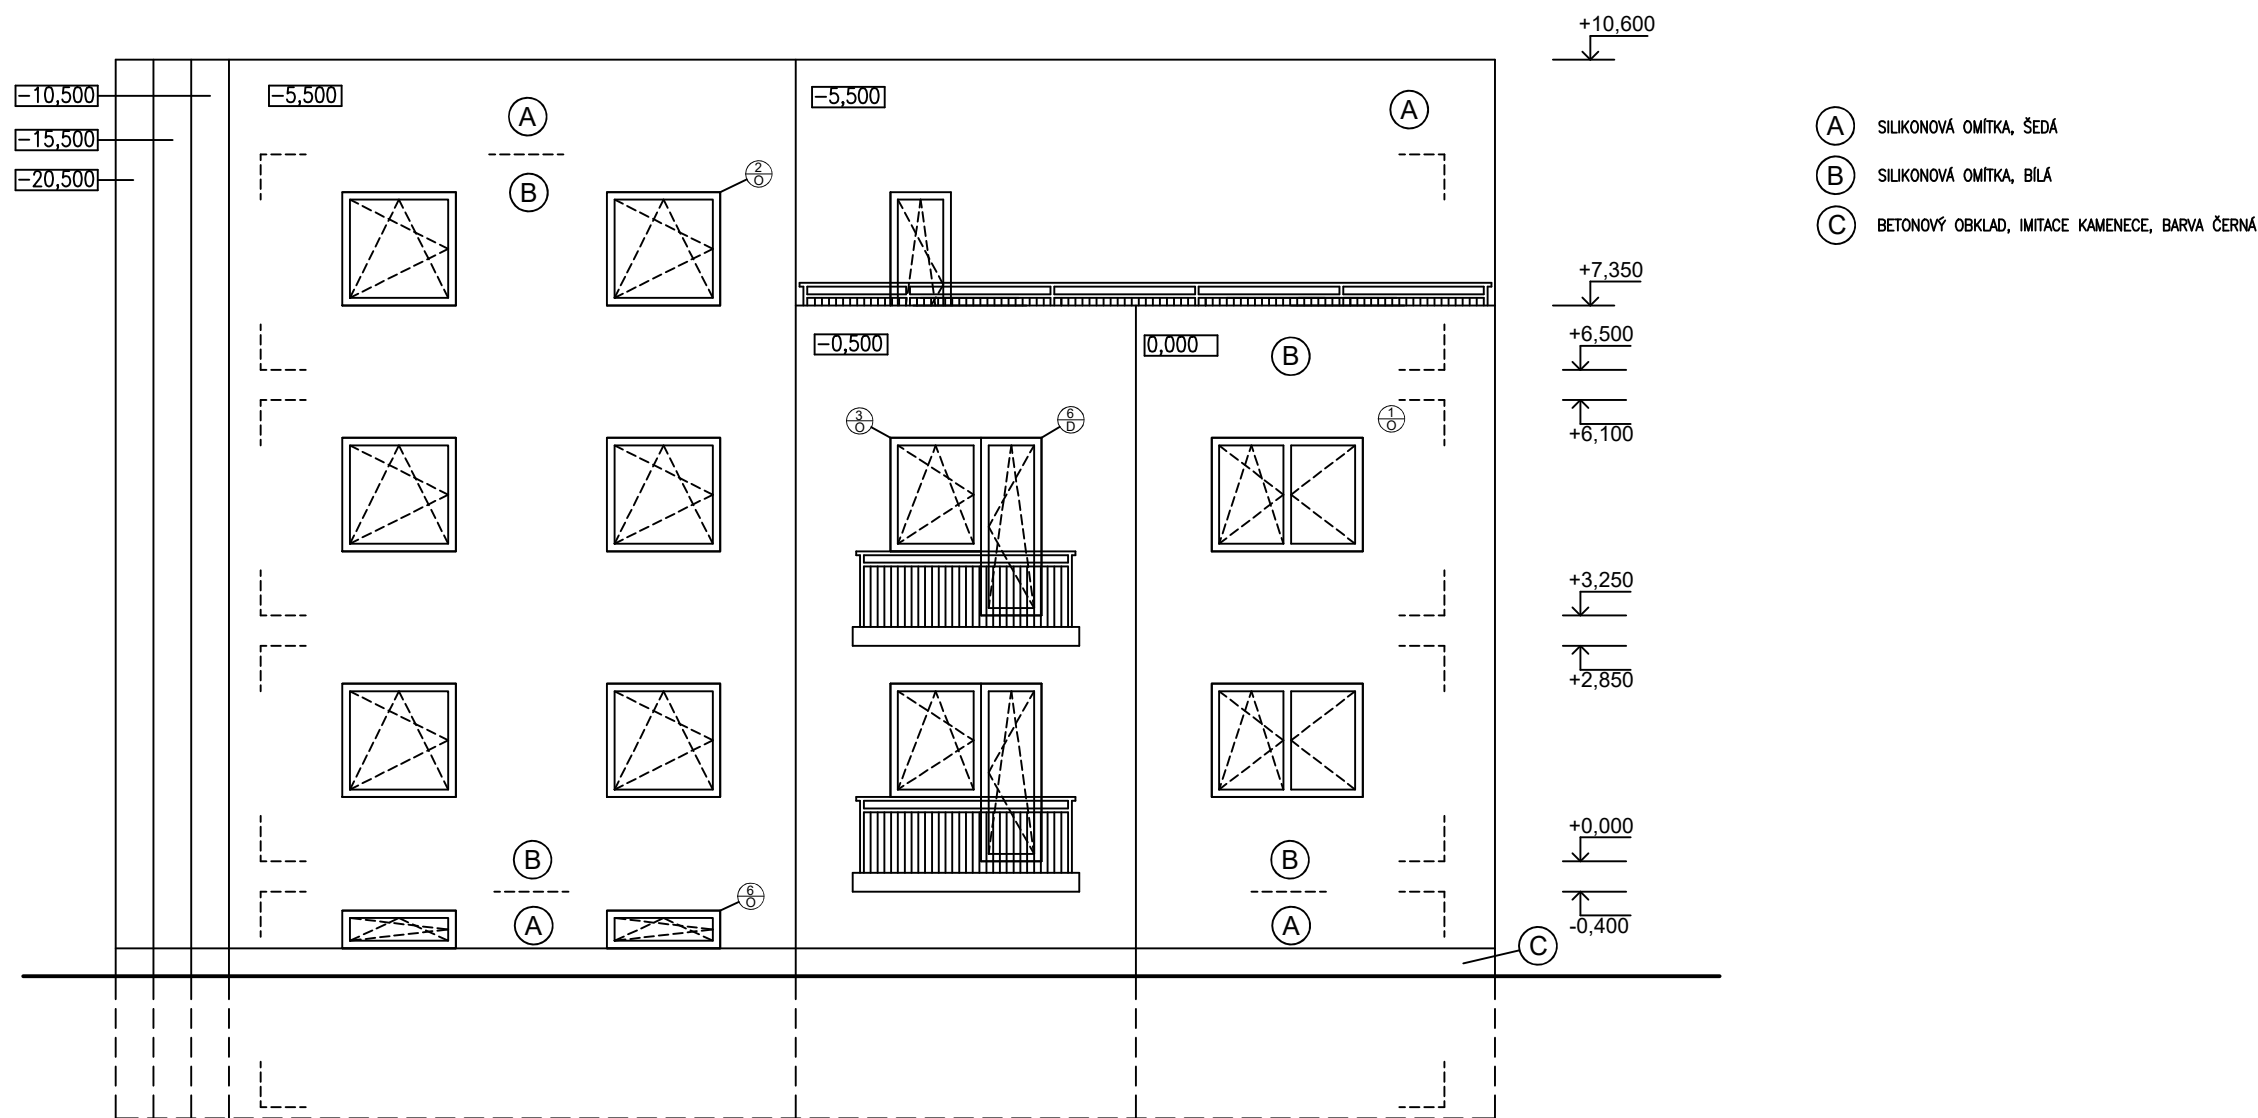 +10,600
-10,500
-5,500
-5,500
A
A
A SILIKONOVÁ OMÍTKA, ŠEDÁ
-15,500
2
O
-20,500
B
B SILIKONOVÁ OMÍTKA, BÍLÁ
C BETONOVÝ OBKLAD, IMITACE KAMENECE, BARVA ČERNÁ
+7,350
+6,500
-0,500
0,000
B
3
O
6
D
1
O
+6,100
+3,250
+2,850
+0,000
B
B
6
O
A
A
-0,400
C